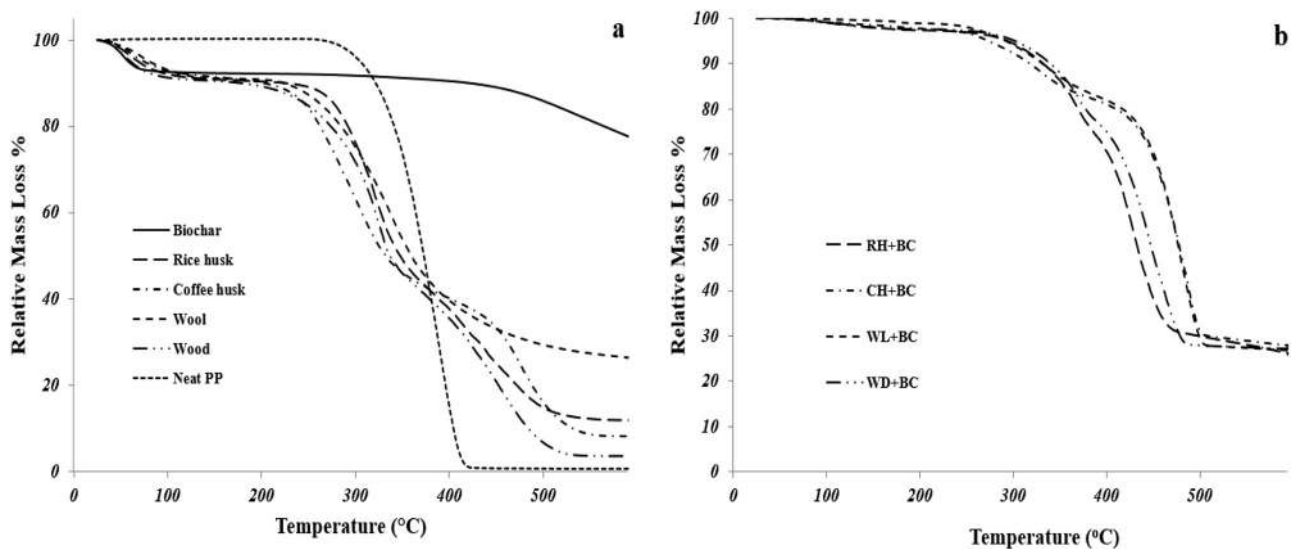 a
Relative Mass Loss %
100
80
60
40
20
0
Biochar
Rice husk
Coffee husk
Wool
Wood
Neat PP
0 100 200 300 400 500
Temperature (°C)
b
Relative Mass Loss %
100
90
80
70
60
50
40
30
20
10
0
RH+BC
CH+BC
WL+BC
WD+BC
0 100 200 300 400 500
Temperature (°C)